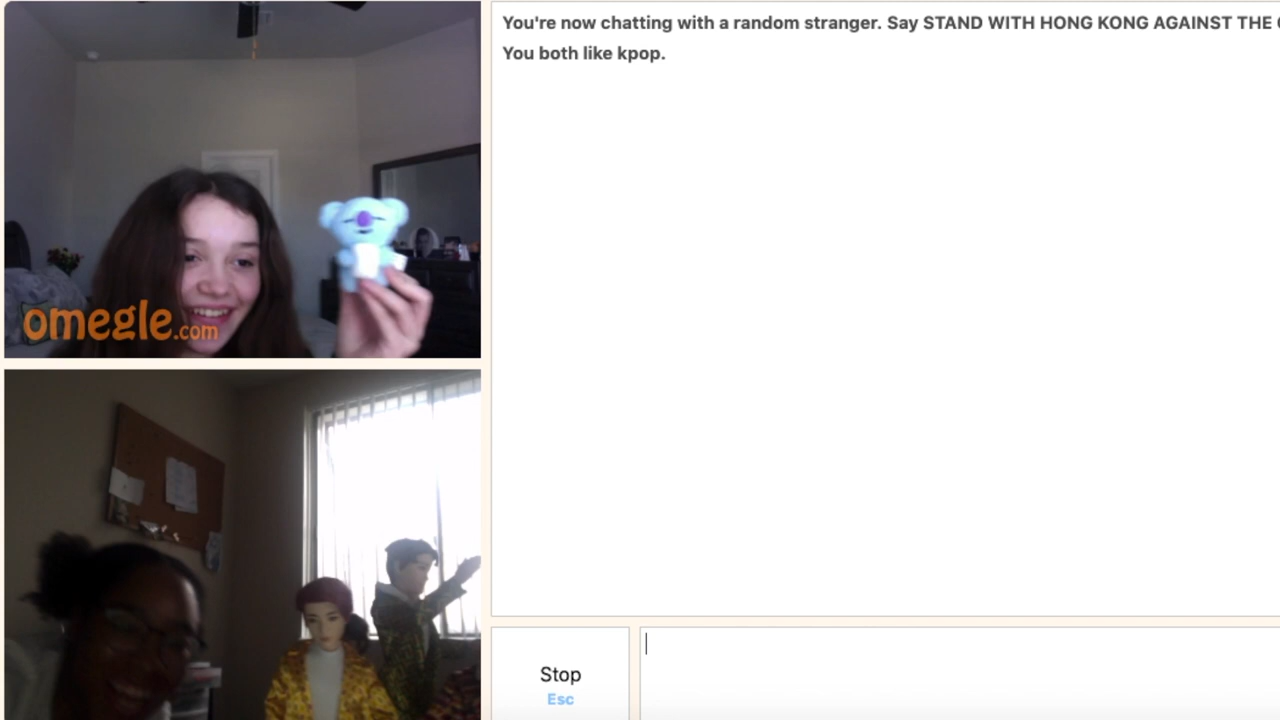 You're now chatting with a random stranger. Say STAND WITH HONG KONG AGAINST THE
You both like kpop.
omegle.com
Stop
Esc